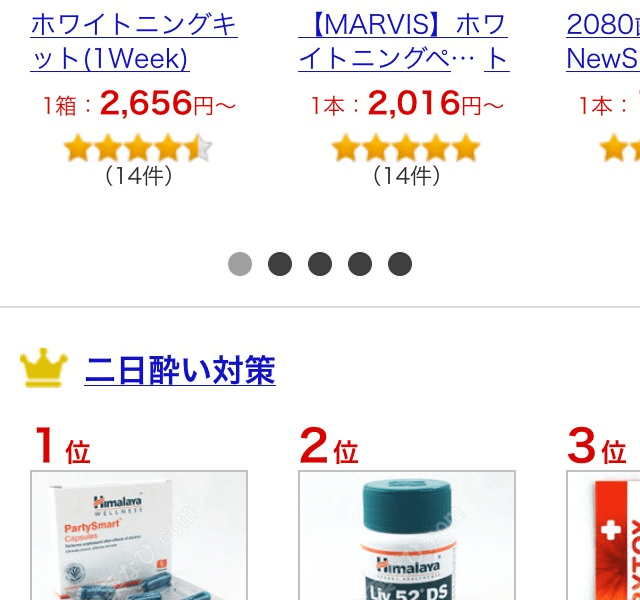 ホワイトニングキ
ット(1Week)
1箱：2,656円～
（14件）
【MARVIS】ホワ
イトニングペ… ト
1本：2,016円～
（14件）
2080
NewS
1本：
二日酔い対策
1位
2位
3位
Himalaya
WELLNESS
PartySmart
Capsules
Himalaya
Liv.52 DS